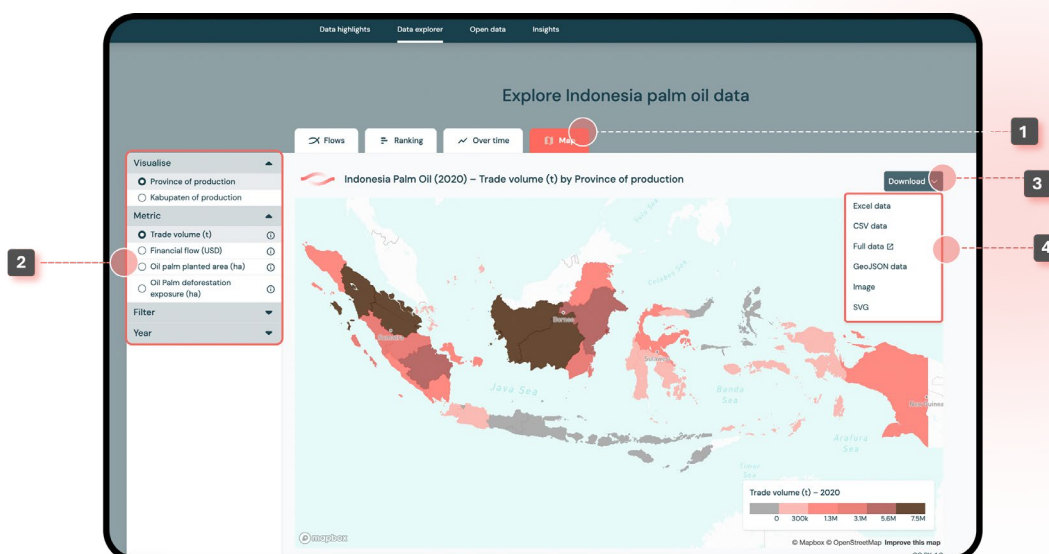 Data highlights
Data explorer
Open data
Insights
Explore Indonesia palm oil data
1
Flows
Ranking
Over time
Map
Visualise
Province of production
Kabupaten of production
Metric
Trade volume (t)
Financial flow (USD)
Oil palm planted area (ha)
Oil Palm deforestation
exposure (ha)
Filter
Year
2
Indonesia Palm Oil (2020) – Trade volume (t) by Province of production
Download
3
Excel data
CSV data
Full data
GeoJSON data
Image
SVG
4
Borneo
Java Sea
Banda
Sea
Arafura
Sea
Timor
Sea
Trade volume (t) – 2020
0 300k 1.3M 3.1M 5.6M 7.5M
mapbox
© Mapbox © OpenStreetMap Improve this map